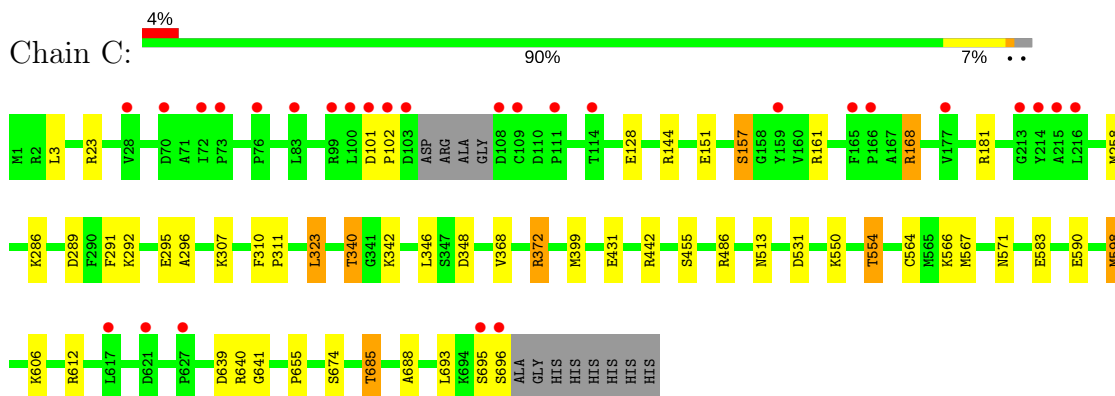 4%
Chain C:
90% 7% • •
M1 R2 L3 R23 V28 D70 A71 I72 P73 P76 L83 R99 L100 D101 P102 D103 ASP ARG ALA GLY D108 C109 D110 P111 T114 E128 R144 E151 S157 G158 Y159 V160 R161 F165 P166 A167 R168 V177 R181 G213 Y214 A215 L216
K286 D289 F290 F291 K292 E295 A296 K307 F310 P311 L323 T340 G341 K342 L346 S347 D348 V368 R372 M399 E431 R442 S455 R486 N513 D531 K550 T554 C564 M565 K566 M567 N571 E583 E590 M598
K606 R612 L617 D621 P627 D639 R640 G641 P655 S674 T685 A688 L693 K694 S695 S696 ALA GLY HIS HIS HIS HIS HIS HIS